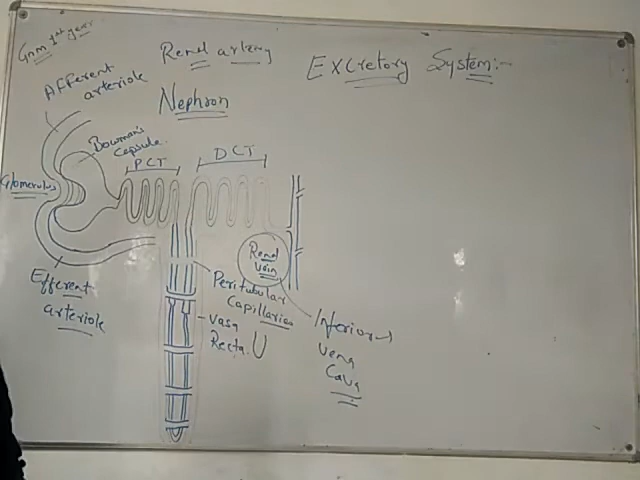 Gnm 1st year
Renal artery
Excretory System:-
Afferent
arteriole
Nephron
Bowman's
capsule
PCT
DCT
Glomerulus
Renal
vein
Efferent
arteriole
Peritubular
Capillaries
Vasa
Recta U
Inferior
Vena
Cava